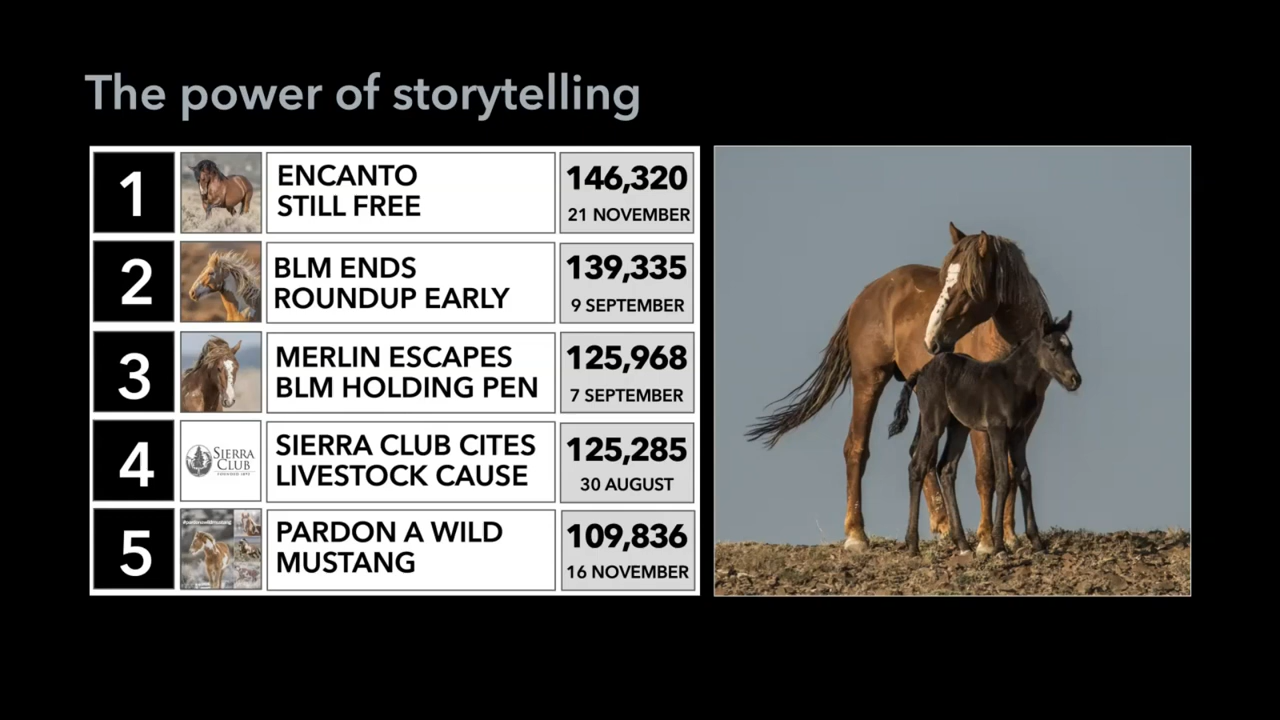 The power of storytelling
1
ENCANTO
STILL FREE
146,320
21 NOVEMBER
2
BLM ENDS
ROUNDUP EARLY
139,335
9 SEPTEMBER
3
MERLIN ESCAPES
BLM HOLDING PEN
125,968
7 SEPTEMBER
4
SIERRA
CLUB
SIERRA CLUB CITES
LIVESTOCK CAUSE
125,285
30 AUGUST
5
PARDON A WILD
MUSTANG
109,836
16 NOVEMBER